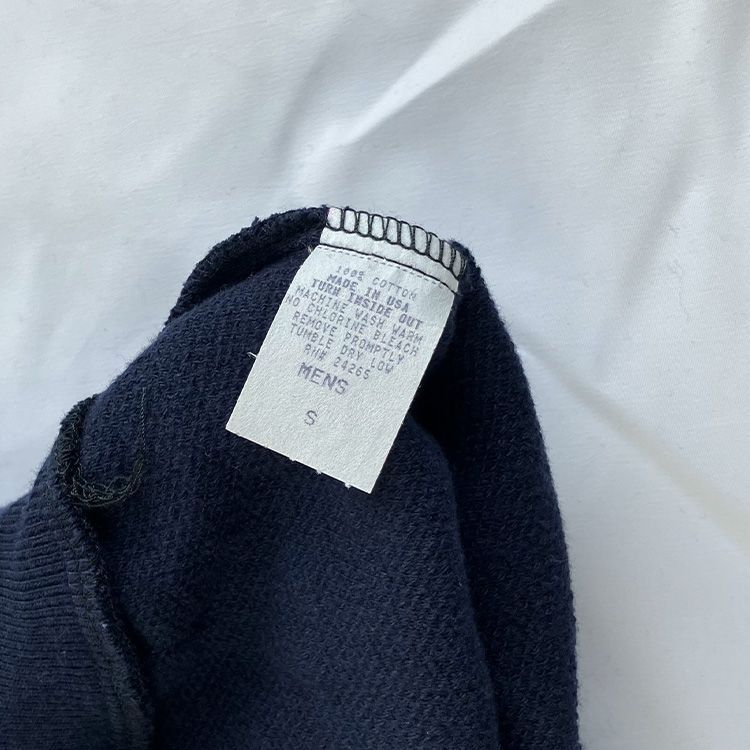 100% COTTON
MADE IN USA
TURN INSIDE OUT
MACHINE WASH WARM
NO CHLORINE BLEACH
REMOVE PROMPTLY
TUMBLE DRY LOW
RN# 24265
MENS
S